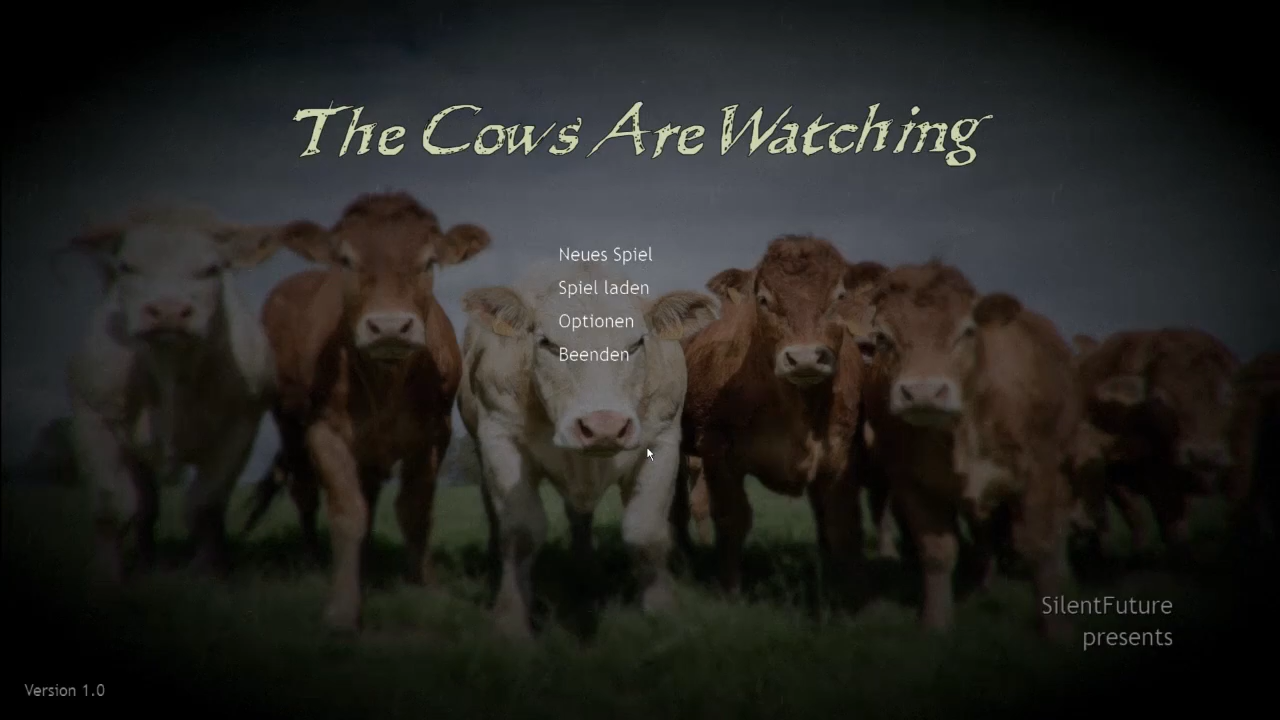 The Cows Are Watching
Neues Spiel
Spiel laden
Optionen
Beenden
SilentFuture
presents
Version 1.0